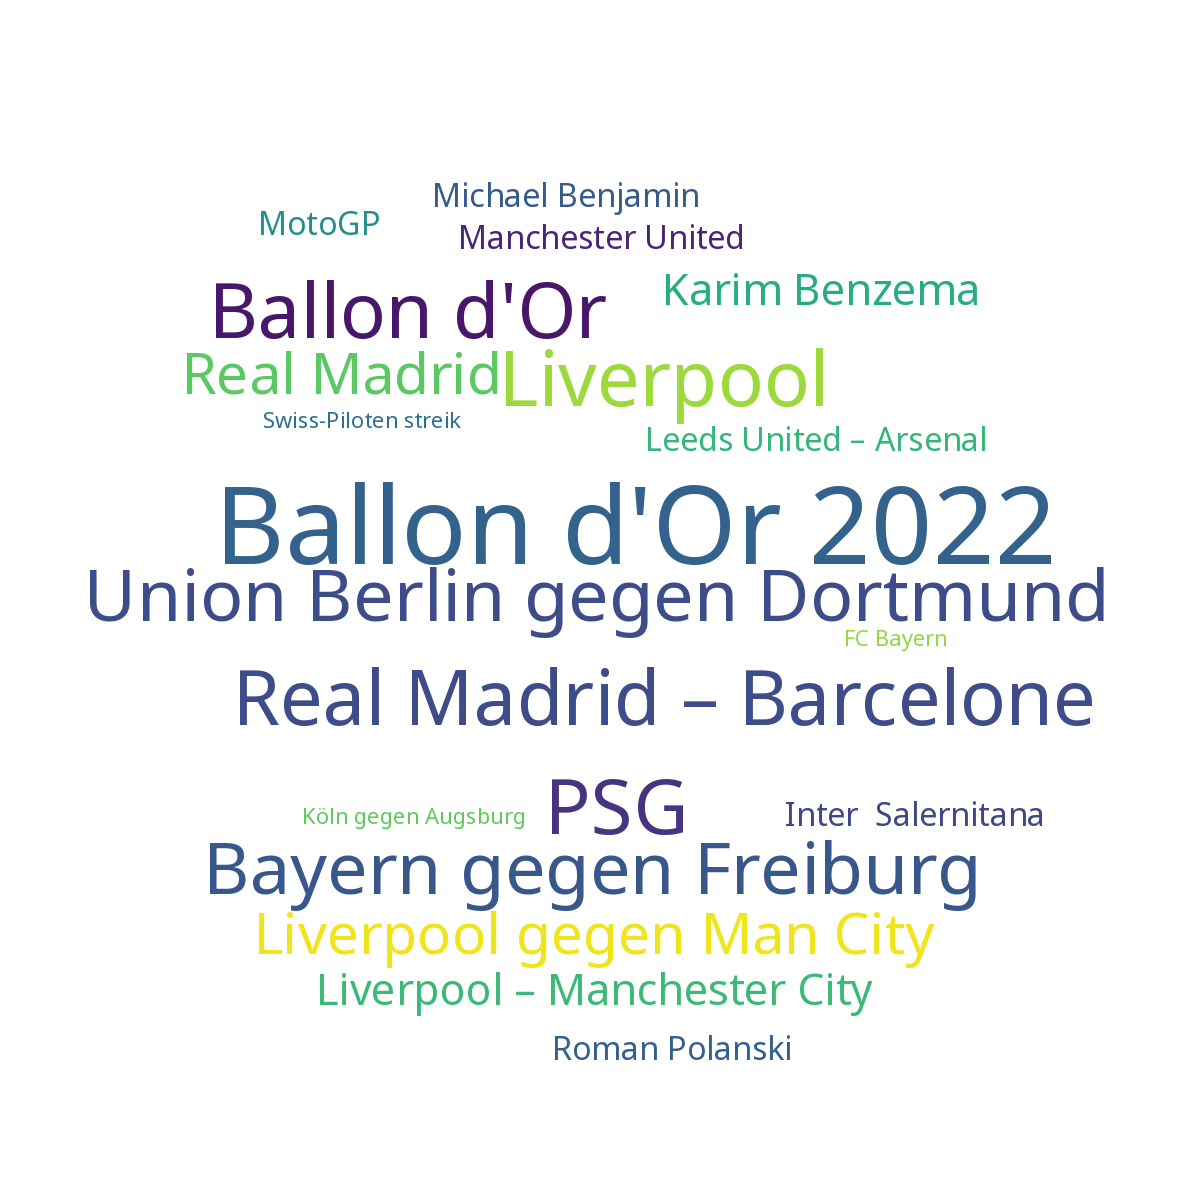 Michael Benjamin
MotoGP
Manchester United
Karim Benzema
Ballon d'Or
Real Madrid
Liverpool
Swiss-Piloten streik
Leeds United – Arsenal
Ballon d'Or 2022
Union Berlin gegen Dortmund
FC Bayern
Real Madrid – Barcelone
PSG
Köln gegen Augsburg
Inter  Salernitana
Bayern gegen Freiburg
Liverpool gegen Man City
Liverpool – Manchester City
Roman Polanski